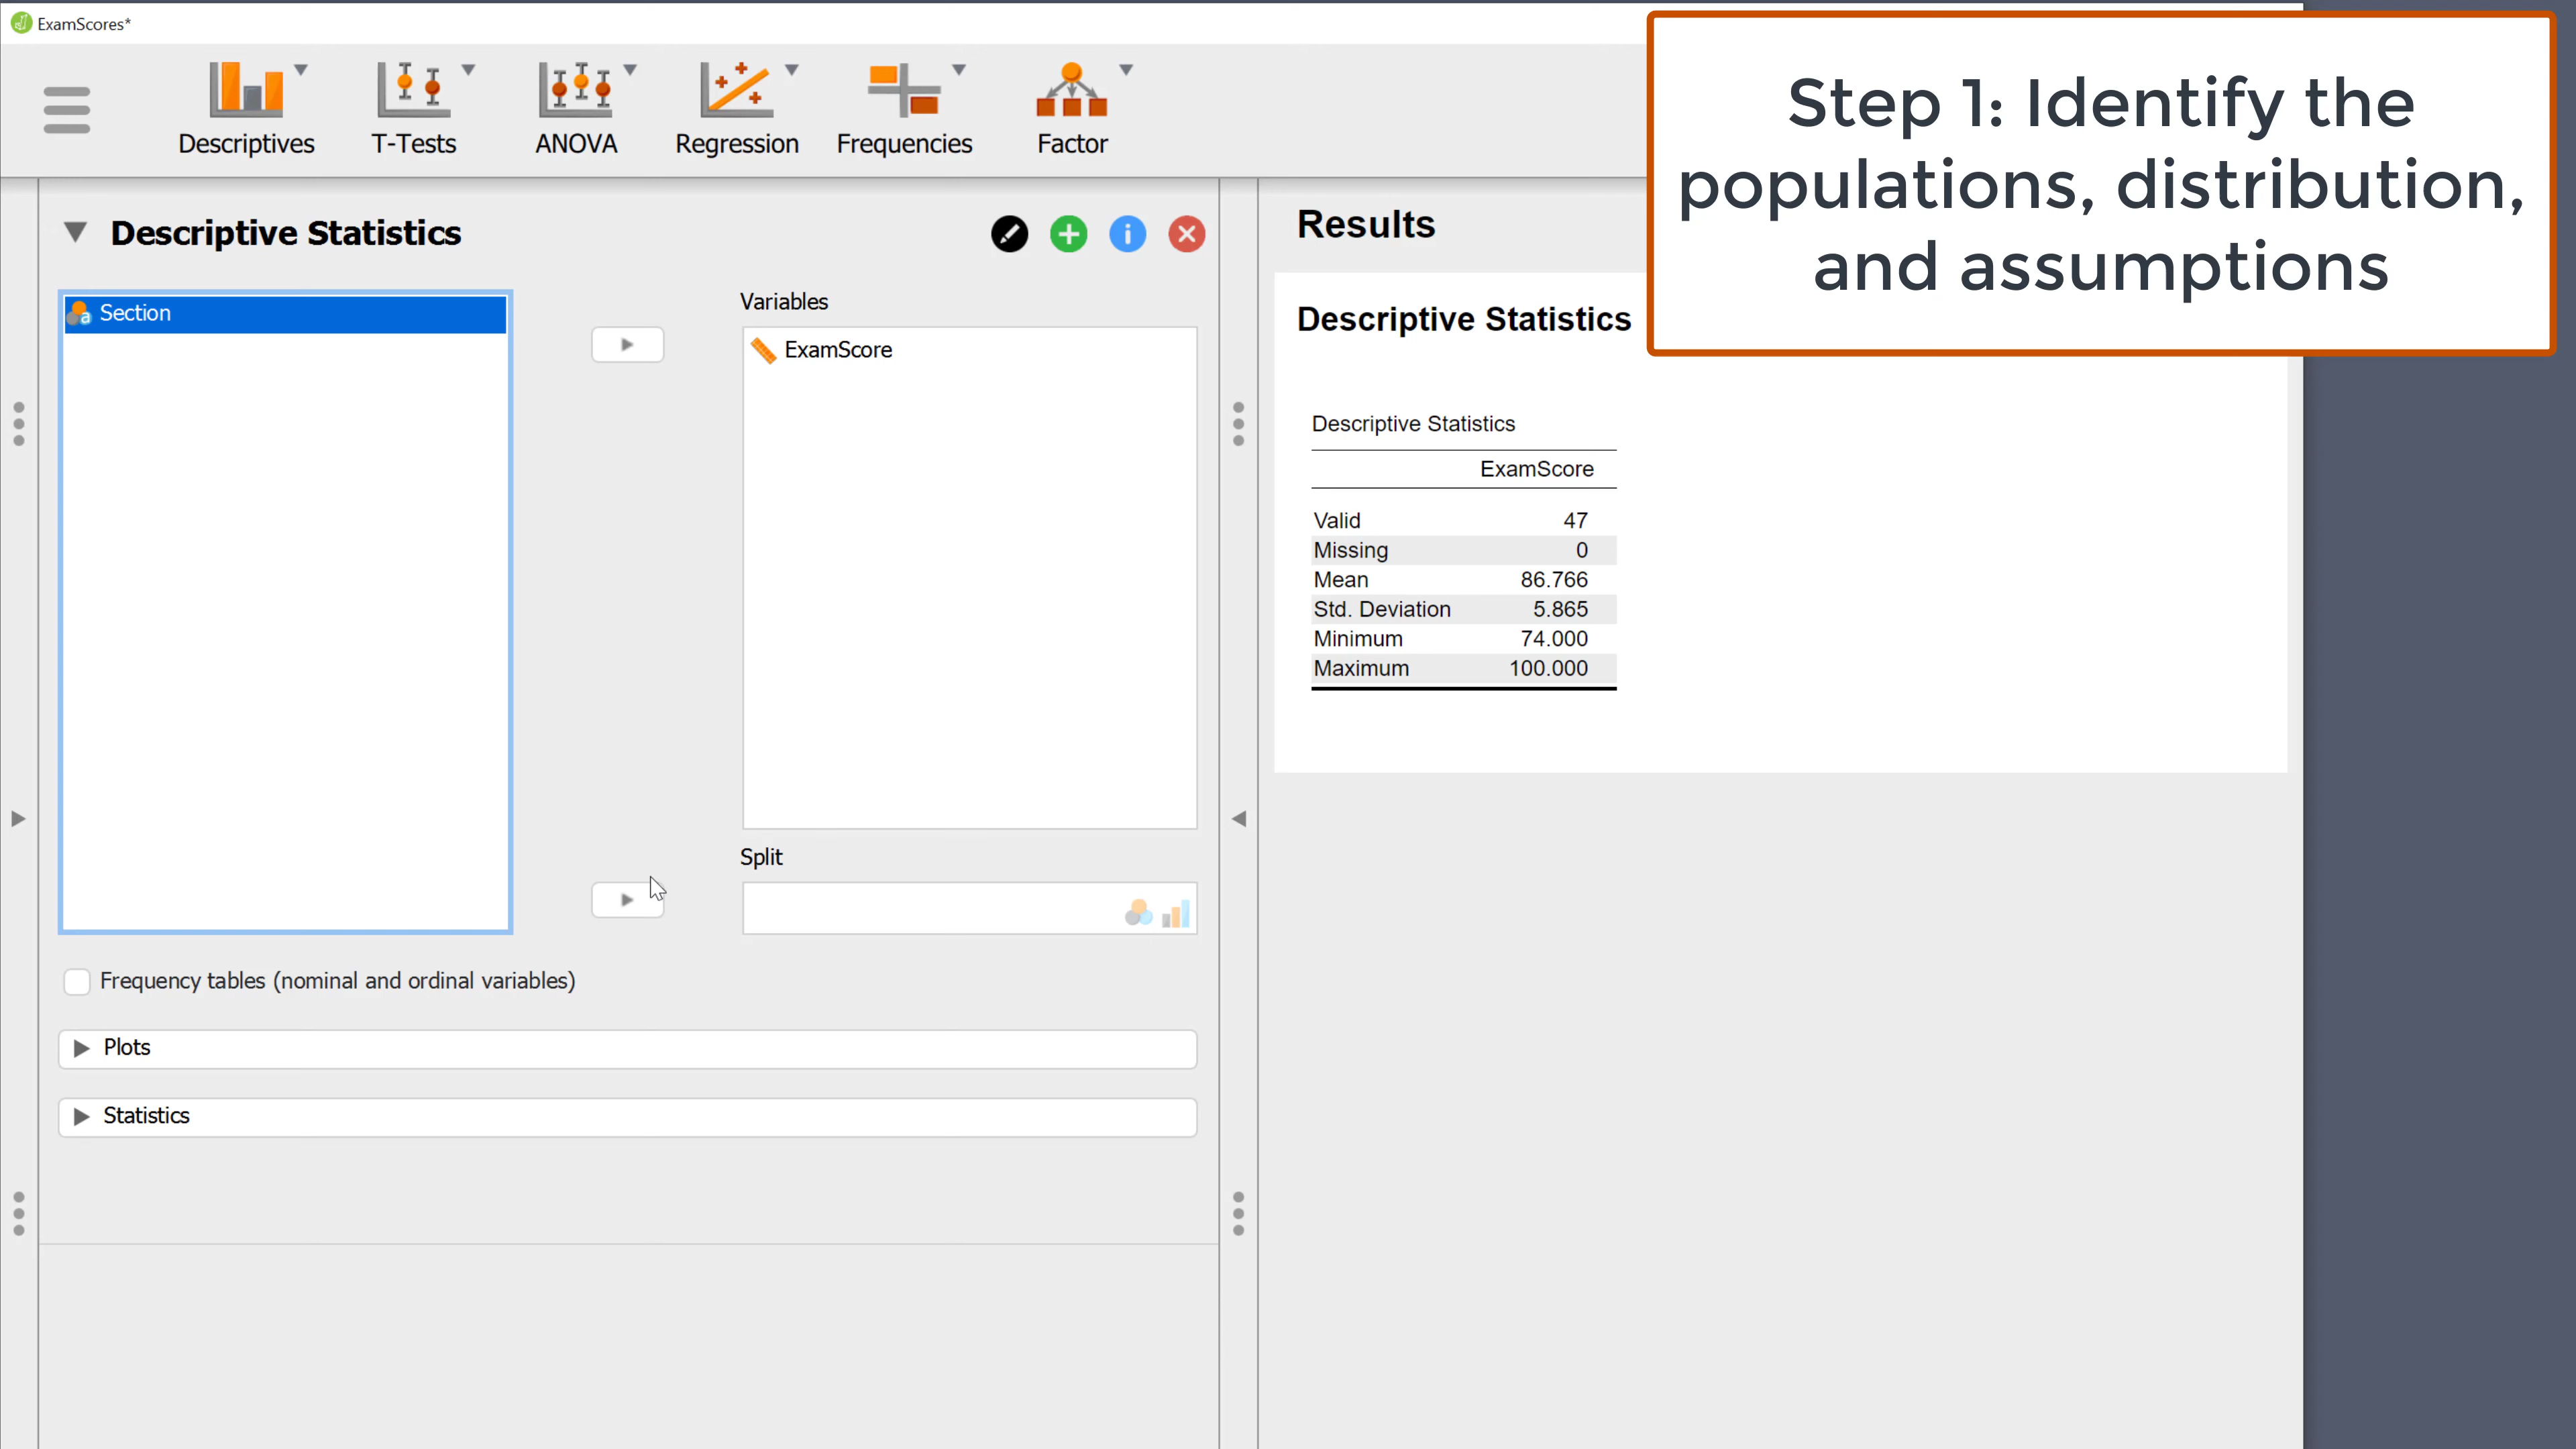 ExamScores*
Descriptives T-Tests ANOVA Regression Frequencies Factor
Step 1: Identify the
populations, distribution,
and assumptions
Descriptive Statistics
Section
Variables
ExamScore
Split
Frequency tables (nominal and ordinal variables)
Plots
Statistics
Results
Descriptive Statistics
Descriptive Statistics
ExamScore
Valid 47
Missing 0
Mean 86.766
Std. Deviation 5.865
Minimum 74.000
Maximum 100.000